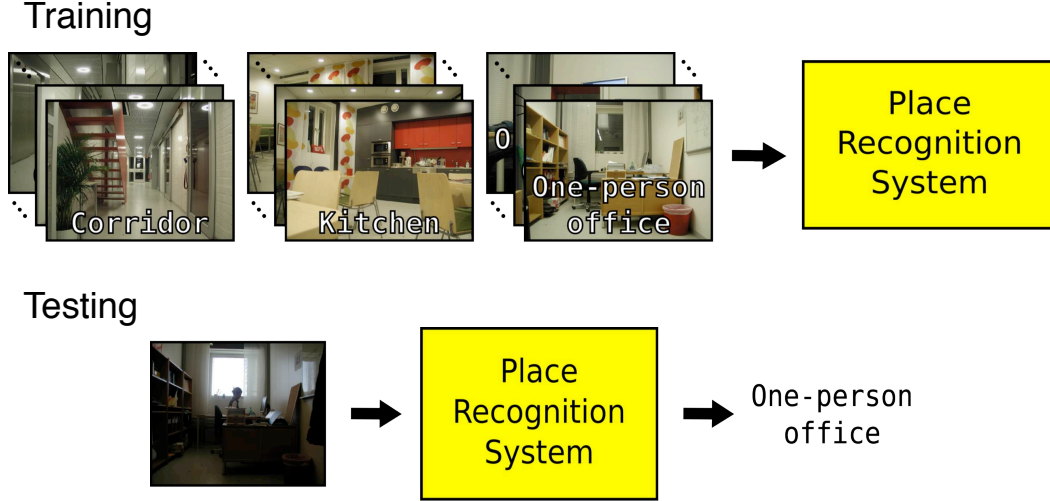 Training
Corridor
Kitchen
O
One-person
office
Place
Recognition
System
Testing
Place
Recognition
System
One-person
office